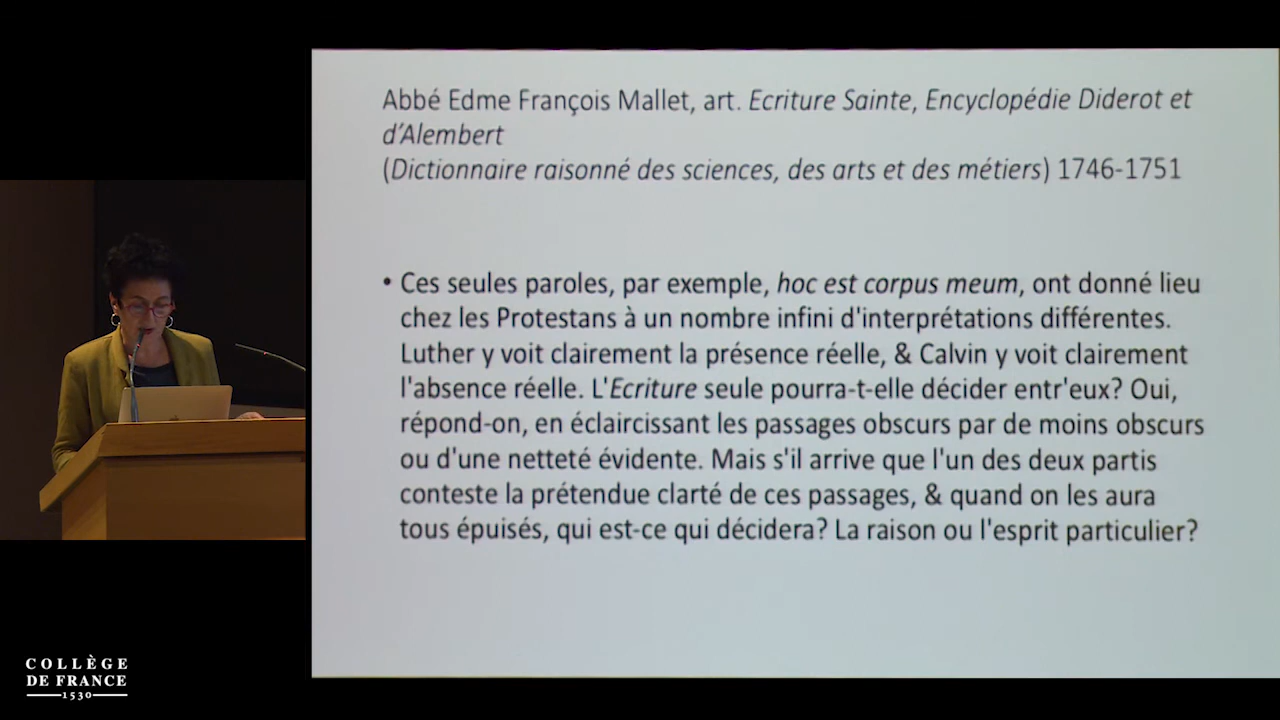 Abbé Edme François Mallet, art. Ecriture Sainte, Encyclopédie Diderot et
d'Alembert
(Dictionnaire raisonné des sciences, des arts et des métiers) 1746-1751
• Ces seules paroles, par exemple, hoc est corpus meum, ont donné lieu
chez les Protestans à un nombre infini d'interprétations différentes.
Luther y voit clairement la présence réelle, & Calvin y voit clairement
l'absence réelle. L'Ecriture seule pourra-t-elle décider entr'eux? Oui,
répond-on, en éclaircissant les passages obscurs par de moins obscurs
ou d'une netteté évidente. Mais s'il arrive que l'un des deux partis
conteste la prétendue clarté de ces passages, & quand on les aura
tous épuisés, qui est-ce qui décidera? La raison ou l'esprit particulier?
COLLÈGE
DE FRANCE
1530